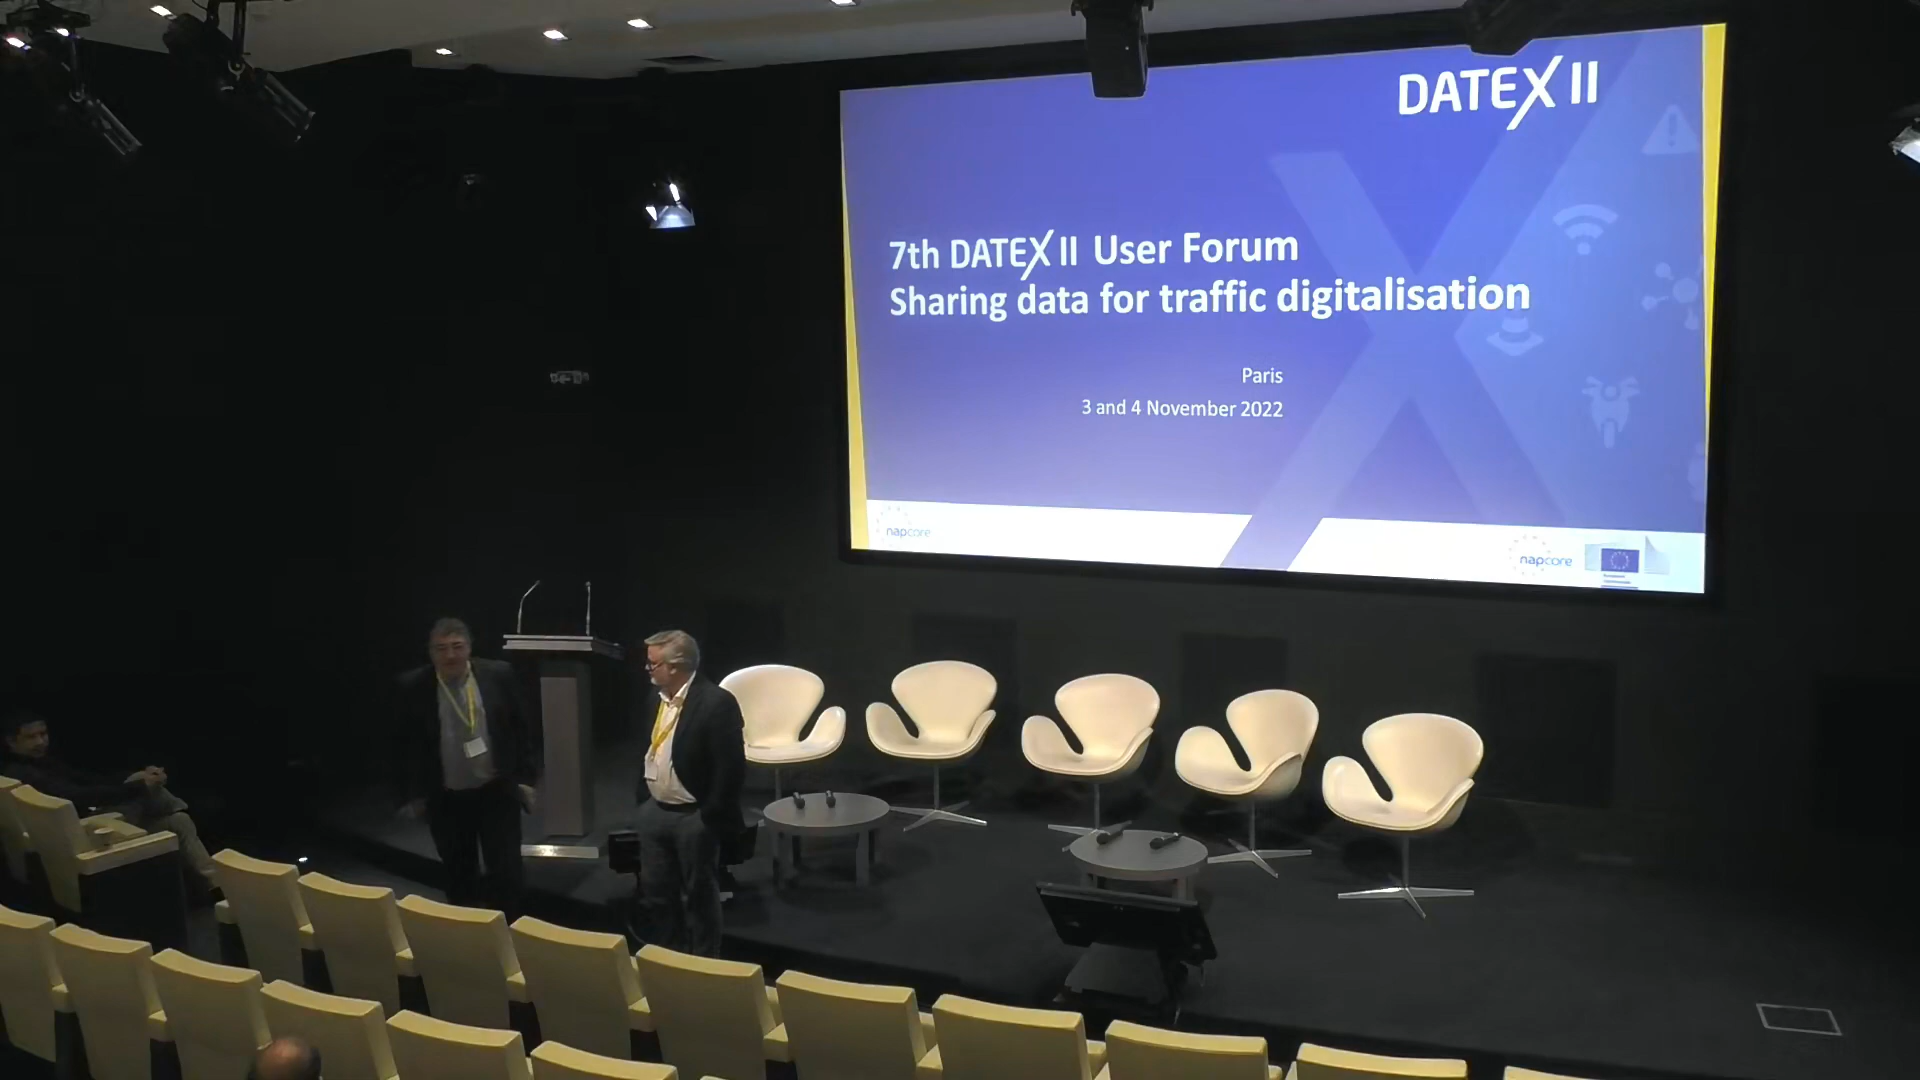 DATEX II
7th DATEX II User Forum
Sharing data for traffic digitalisation
Paris
3 and 4 November 2022
napcore
napcore